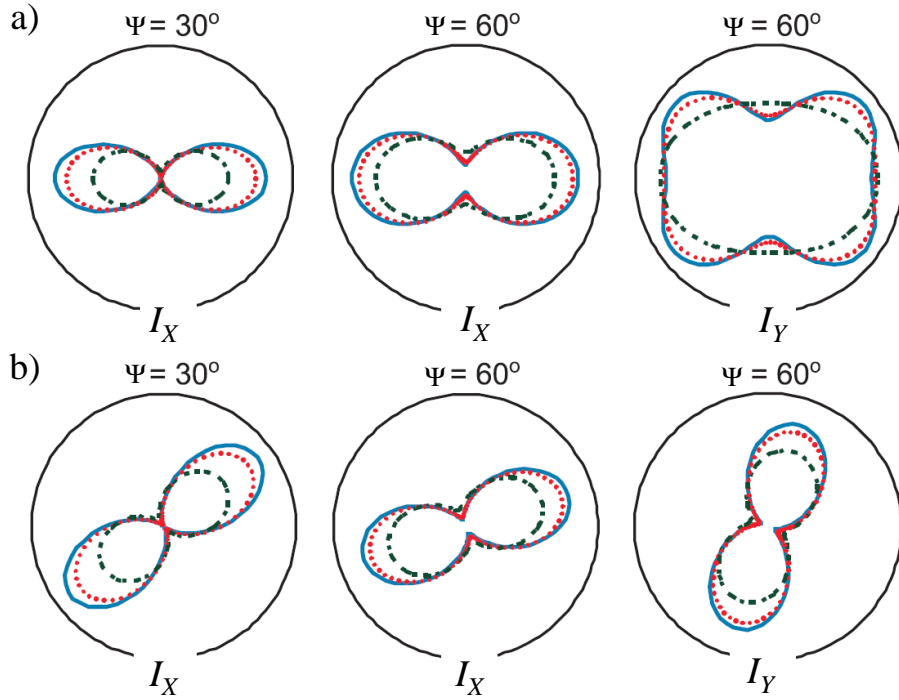 a)
Ψ = 30°
Ψ = 60°
Ψ = 60°
I_X
I_X
I_Y
b)
Ψ = 30°
Ψ = 60°
Ψ = 60°
I_X
I_X
I_Y